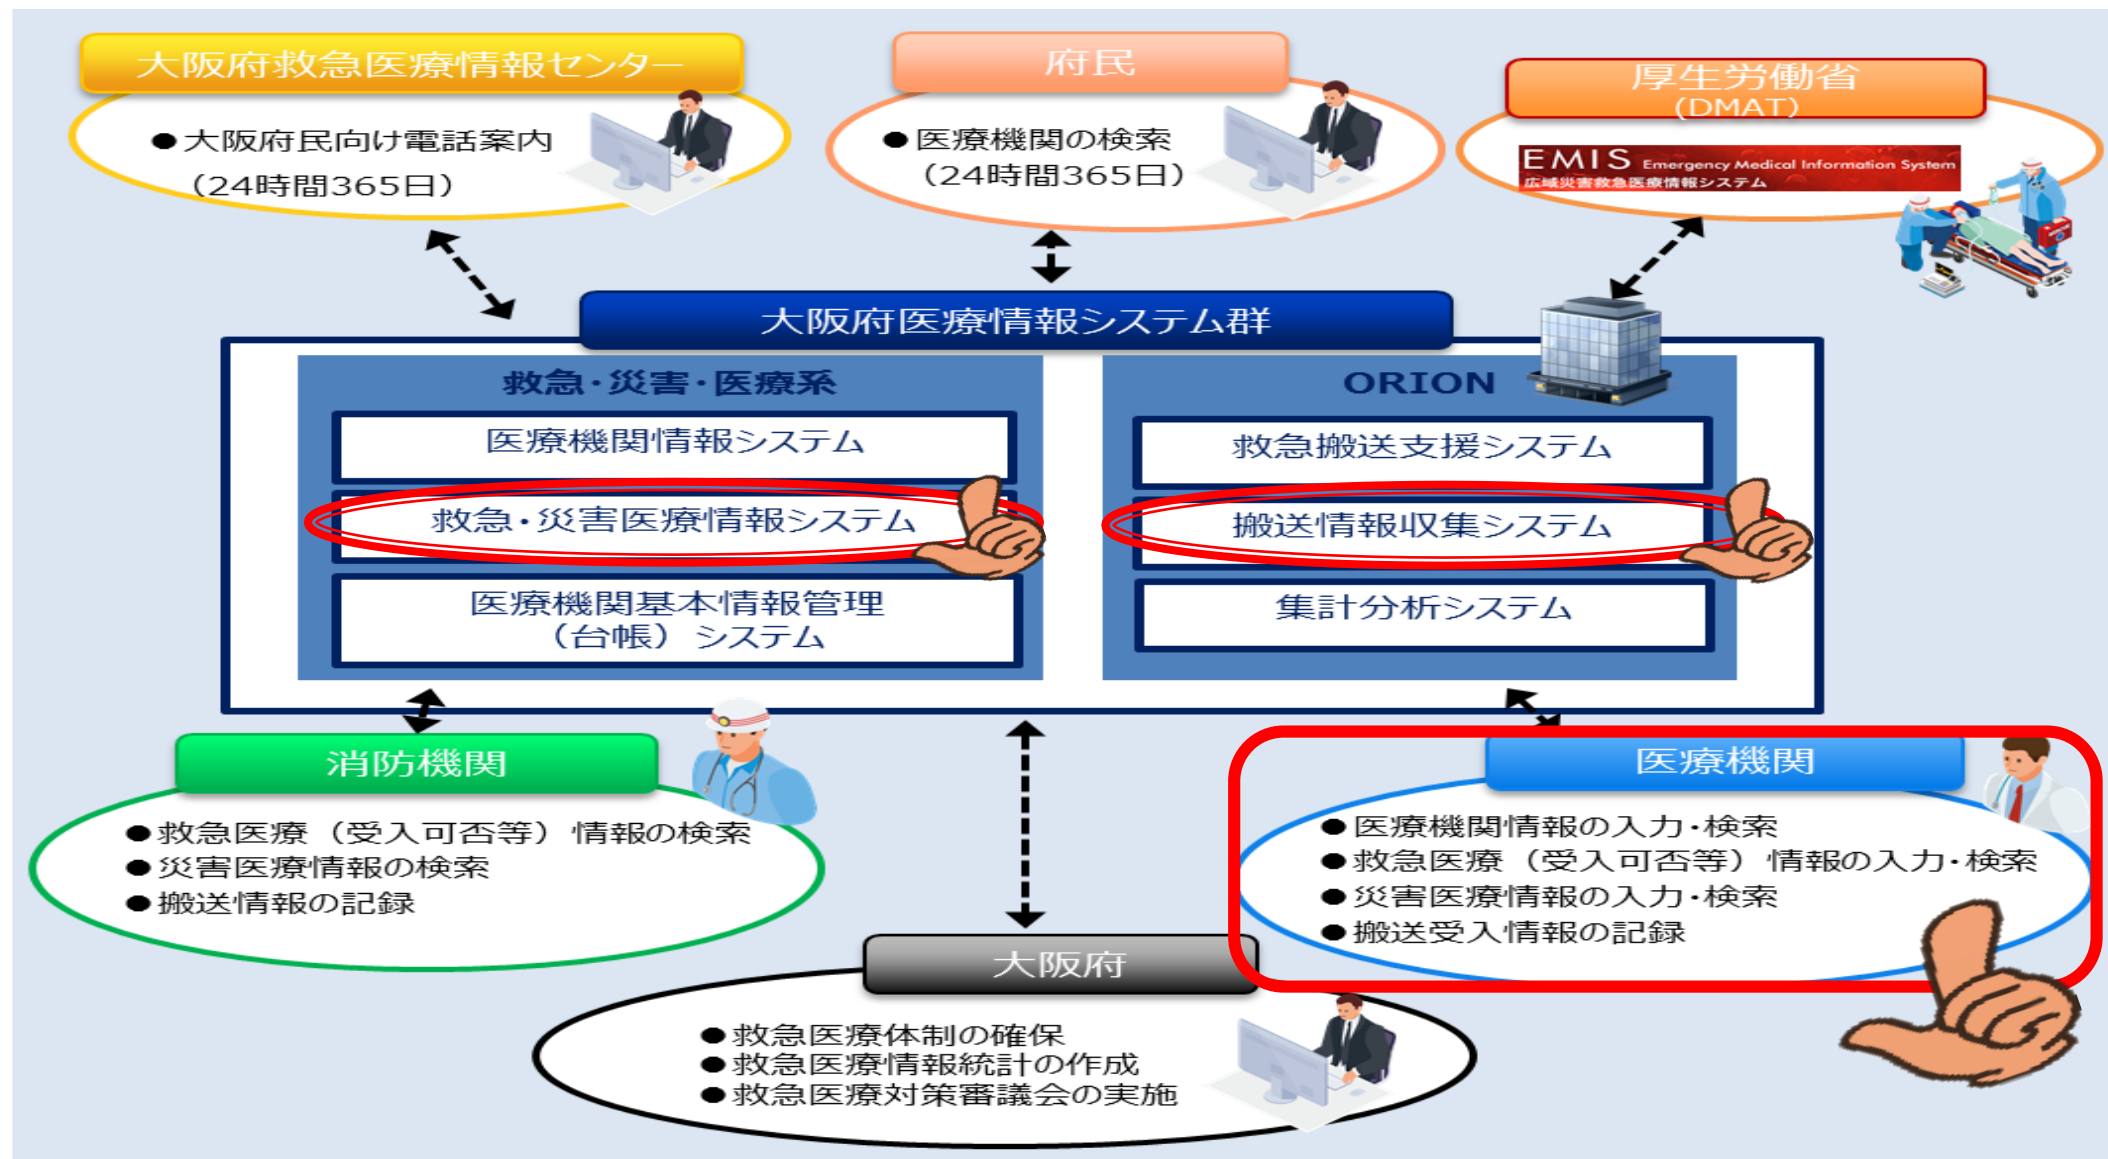 大阪府救急医療情報センター
●大阪府民向け電話案内
（24時間365日）
府民
●医療機関の検索
（24時間365日）
厚生労働省
(DMAT)
EMIS Emergency Medical Information System
広域災害救急医療情報システム
大阪府医療情報システム群
救急・災害・医療系
医療機関情報システム
救急・災害医療情報システム
医療機関基本情報管理
（台帳）システム
ORION
救急搬送支援システム
搬送情報収集システム
集計分析システム
消防機関
●救急医療（受入可否等）情報の検索
●災害医療情報の検索
●搬送情報の記録
医療機関
●医療機関情報の入力・検索
●救急医療（受入可否等）情報の入力・検索
●災害医療情報の入力・検索
●搬送受入情報の記録
大阪府
●救急医療体制の確保
●救急医療情報統計の作成
●救急医療対策審議会の実施